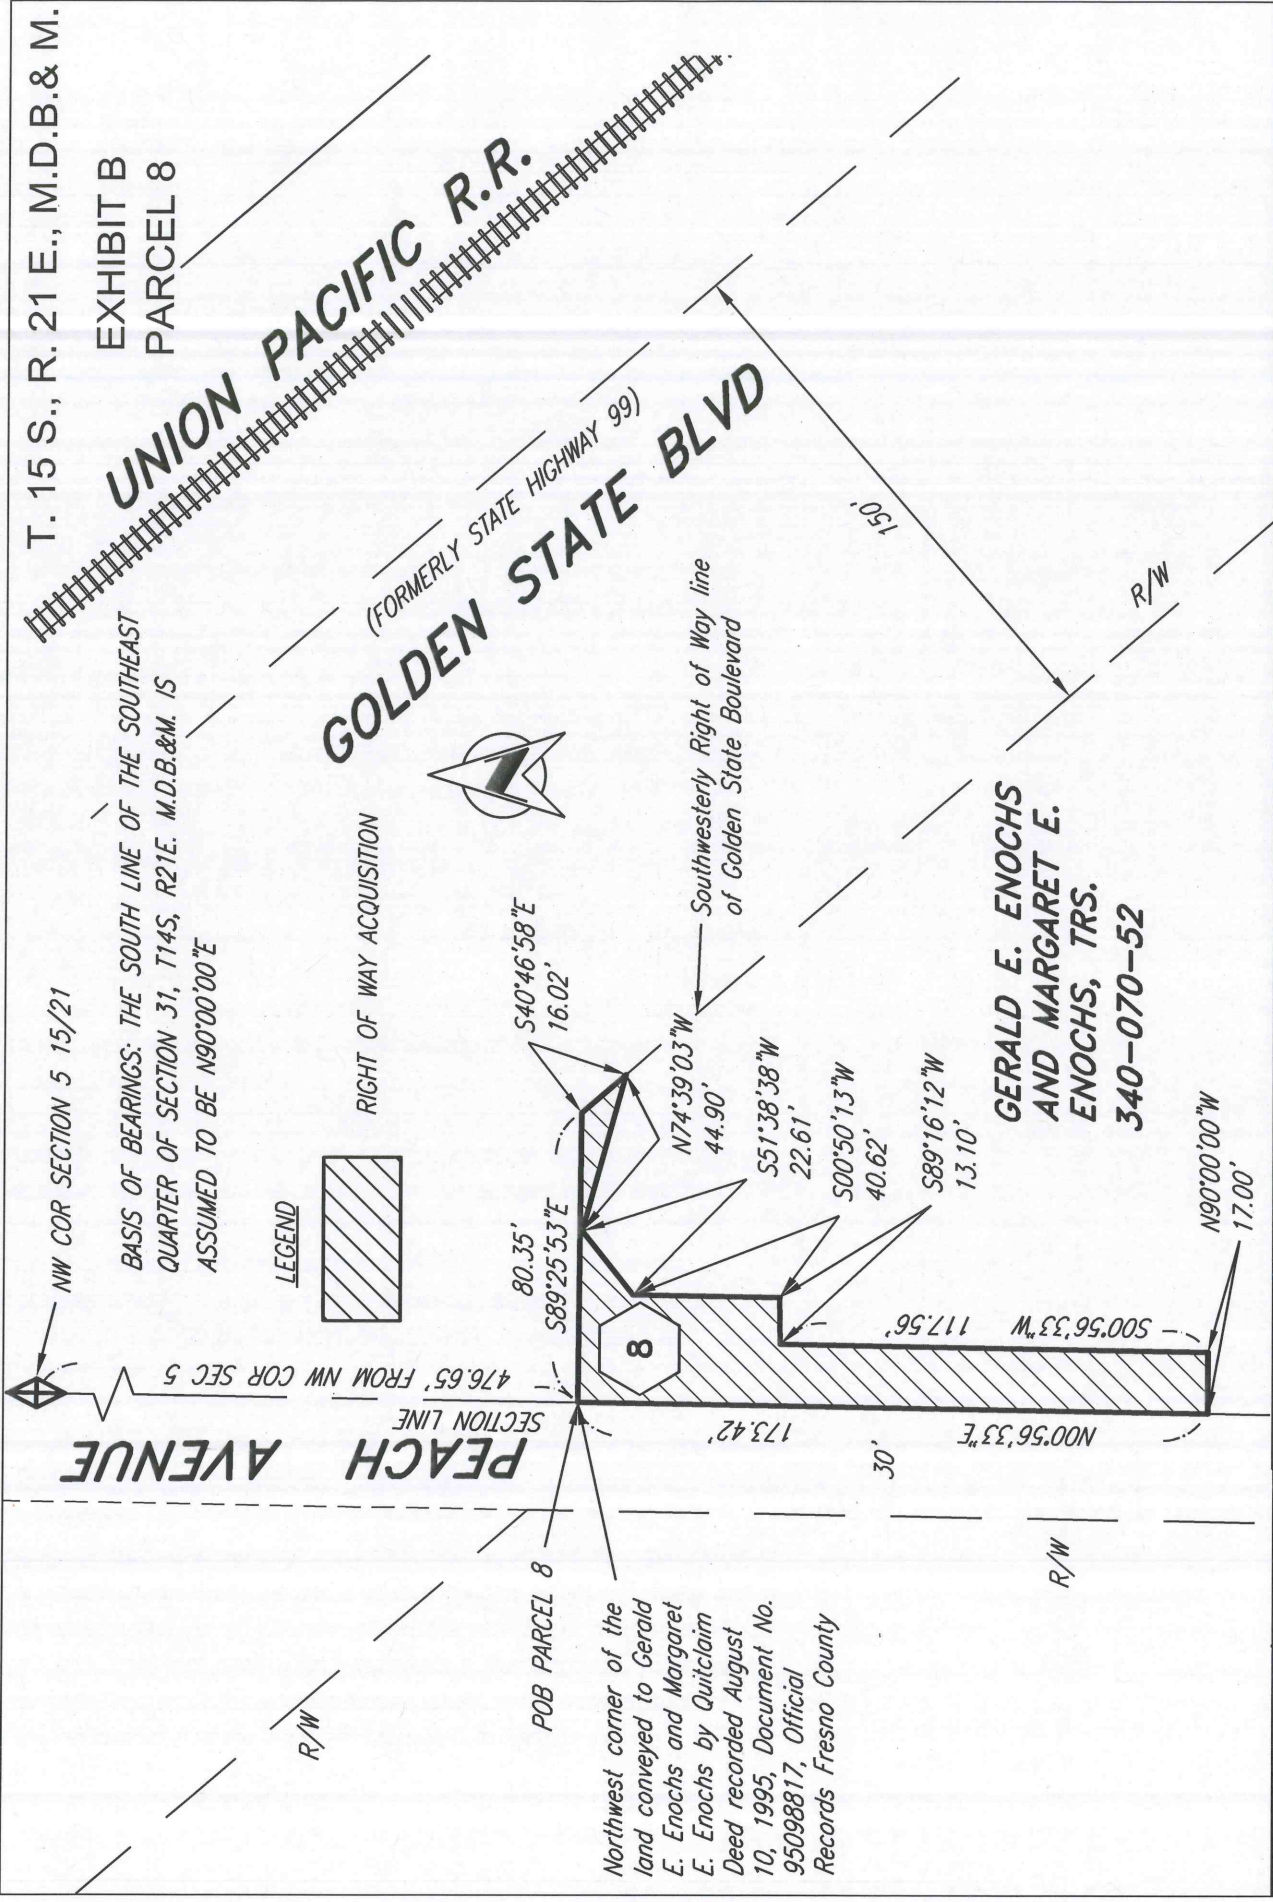 T. 15 S., R. 21 E., M.D.B.& M.
EXHIBIT B
PARCEL 8
UNION PACIFIC R.R.
(FORMERLY STATE HIGHWAY 99)
GOLDEN STATE BLVD
NW COR SECTION 5 15/21
BASIS OF BEARINGS: THE SOUTH LINE OF THE SOUTHEAST
QUARTER OF SECTION 31, T14S, R21E. M.D.B.&M. IS
ASSUMED TO BE N90°00'00"E
LEGEND
RIGHT OF WAY ACQUISITION
PEACH AVENUE
SECTION LINE
476.65' FROM NW COR SEC 5
80.35'
S89°25'53"E
S40°46'58"E
16.02'
Southwesterly Right of Way line
of Golden State Boulevard
150'
R/W
N74°39'03"W
44.90'
S51°38'38"W
22.61'
S00°50'13"W
40.62'
S89°16'12"W
13.10'
8
173.42'
N00°56'33"E
117.56'
S00°56'33"W
N90°00'00"W
17.00'
30'
R/W
R/W
POB PARCEL 8
Northwest corner of the
land conveyed to Gerald
E. Enochs and Margaret
E. Enochs by Quitclaim
Deed recorded August
10, 1995, Document No.
95098817, Official
Records Fresno County
GERALD E. ENOCHS
AND MARGARET E.
ENOCHS, TRS.
340-070-52